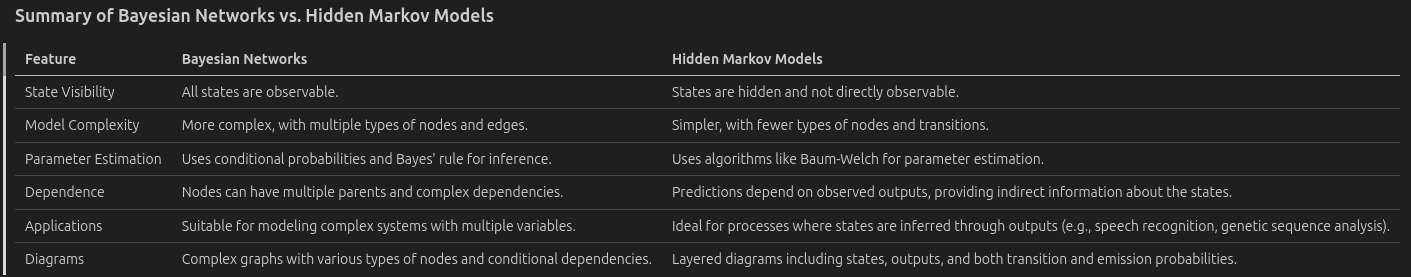 Summary of Bayesian Networks vs. Hidden Markov Models
Feature Bayesian Networks Hidden Markov Models
State Visibility All states are observable. States are hidden and not directly observable.
Model Complexity More complex, with multiple types of nodes and edges. Simpler, with fewer types of nodes and transitions.
Parameter Estimation Uses conditional probabilities and Bayes' rule for inference. Uses algorithms like Baum-Welch for parameter estimation.
Dependence Nodes can have multiple parents and complex dependencies. Predictions depend on observed outputs, providing indirect information about the states.
Applications Suitable for modeling complex systems with multiple variables. Ideal for processes where states are inferred through outputs (e.g., speech recognition, genetic sequence analysis).
Diagrams Complex graphs with various types of nodes and conditional dependencies. Layered diagrams including states, outputs, and both transition and emission probabilities.